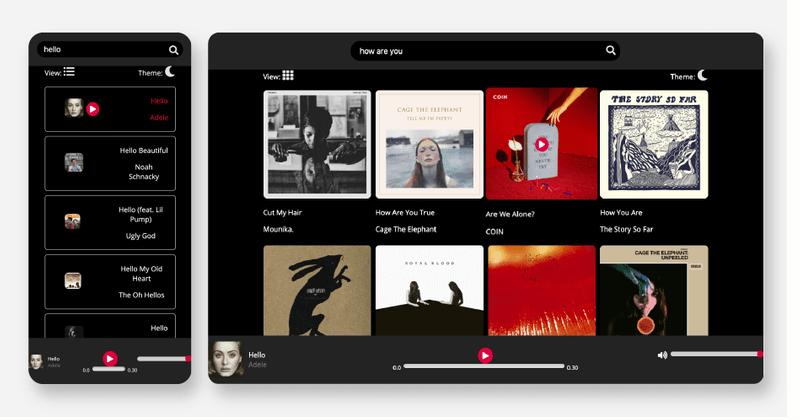 hello
View:
Theme:
Hello
Adele
Hello Beautiful
Noah
Schnacky
Hello (feat. Lil
Pump)
Ugly God
Hello My Old
Heart
The Oh Hellos
Hello
Hello
Adele
0.0
0.30
how are you
View:
Theme:
CAGE THE ELEPHANT
TELL ME I'M PRETTY
COIN
THE STORY SO FAR
Cut My Hair
Mounika.
How Are You True
Cage The Elephant
Are We Alone?
COIN
How You Are
The Story So Far
ROYAL BLOOD
CAGE THE ELEPHANT
UNPEELED
Hello
Adele
0.0
0.30